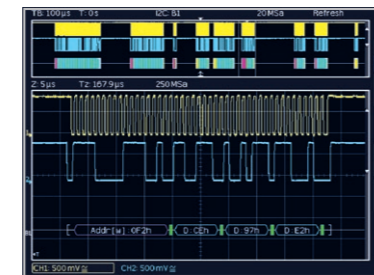 TB: 100µs T: 0s I2C: B1 20MSa Refresh
Z: 5µs Tz: 167.9µs 250MSa
Addr[w]:0F2h D:CEh D:97h D:E2h
CH1: 500mV CH2: 500mV